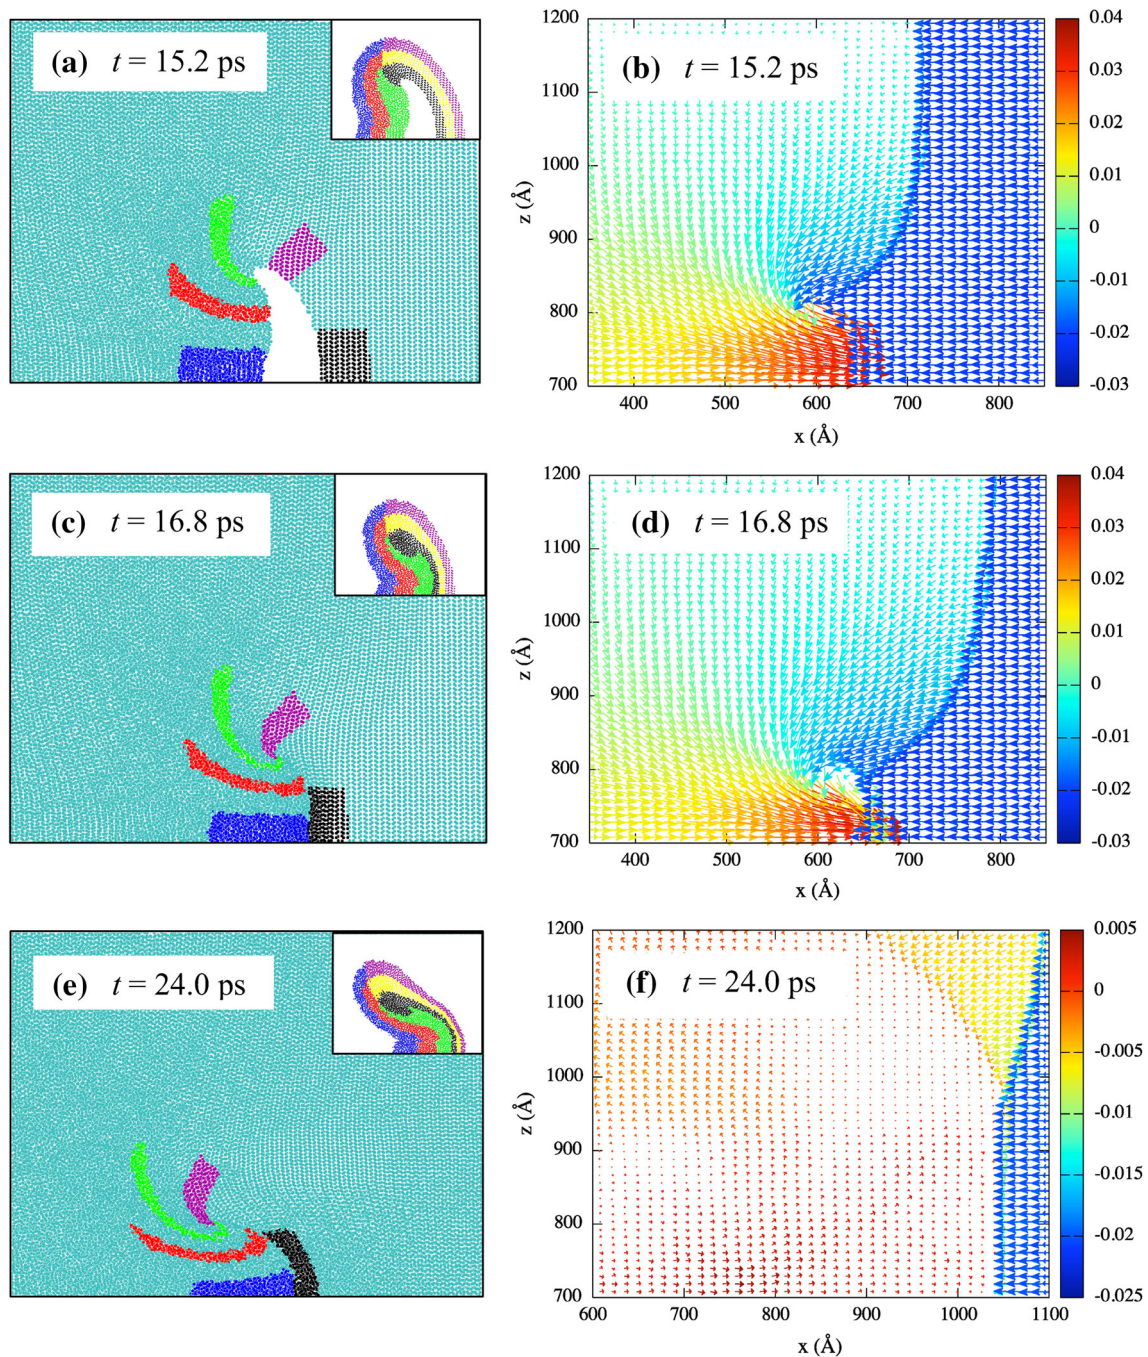 (a) t = 15.2 ps
(b) t = 15.2 ps
1200
1100
1000
900
800
700
z (Å)
400 500 600 700 800
x (Å)
0.04
0.03
0.02
0.01
0
-0.01
-0.02
-0.03
(c) t = 16.8 ps
(d) t = 16.8 ps
1200
1100
1000
900
800
700
z (Å)
400 500 600 700 800
x (Å)
0.04
0.03
0.02
0.01
0
-0.01
-0.02
-0.03
(e) t = 24.0 ps
(f) t = 24.0 ps
1200
1100
1000
900
800
700
z (Å)
600 700 800 900 1000 1100
x (Å)
0.005
0
-0.005
-0.01
-0.015
-0.02
-0.025